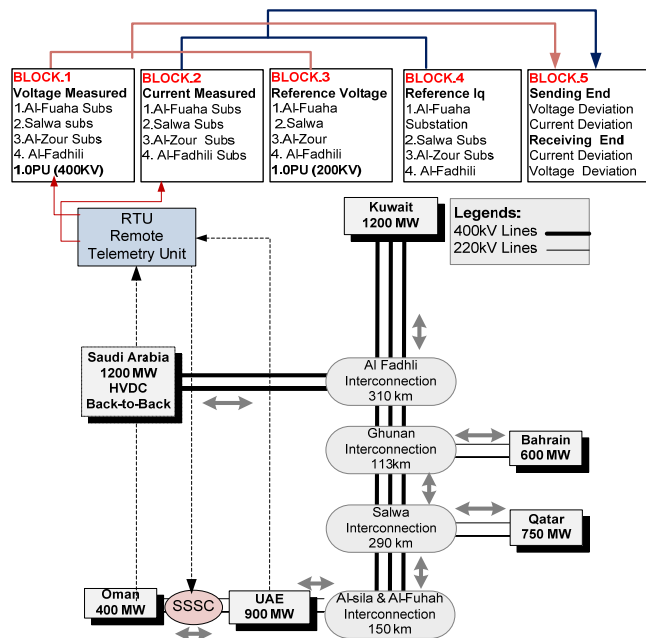 BLOCK.1
Voltage Measured
1.Al-Fuaha Subs
2.Salwa subs
3.Al-Zour Subs
4. Al-Fadhili Subs
1.0PU (400KV)
BLOCK.2
Current Measured
1.Al-Fuaha Subs
2.Salwa Subs
3.Al-Zour Subs
4. Al-Fadhili Subs
BLOCK.3
Reference Voltage
1.Al-Fuaha
2.Salwa
3.Al-Zour
4. Al-Fadhili
1.0PU (200KV)
BLOCK.4
Reference Iq
1.Al-Fuaha
Substation
2.Salwa Subs
3.Al-Zour Subs
4. Al-Fadhili
BLOCK.5
Sending End
Voltage Deviation
Current Deviation
Receiving End
Current Deviation
Voltage Deviation
RTU
Remote
Telemetry Unit
Kuwait
1200 MW
Legends:
400kV Lines
220kV Lines
Saudi Arabia
1200 MW
HVDC
Back-to-Back
Al Fadhli
Interconnection
310 km
Ghunan
Interconnection
113km
Bahrain
600 MW
Salwa
Interconnection
290 km
Qatar
750 MW
Oman
400 MW
SSSC
UAE
900 MW
Al-sila & Al-Fuhah
Interconnection
150 km